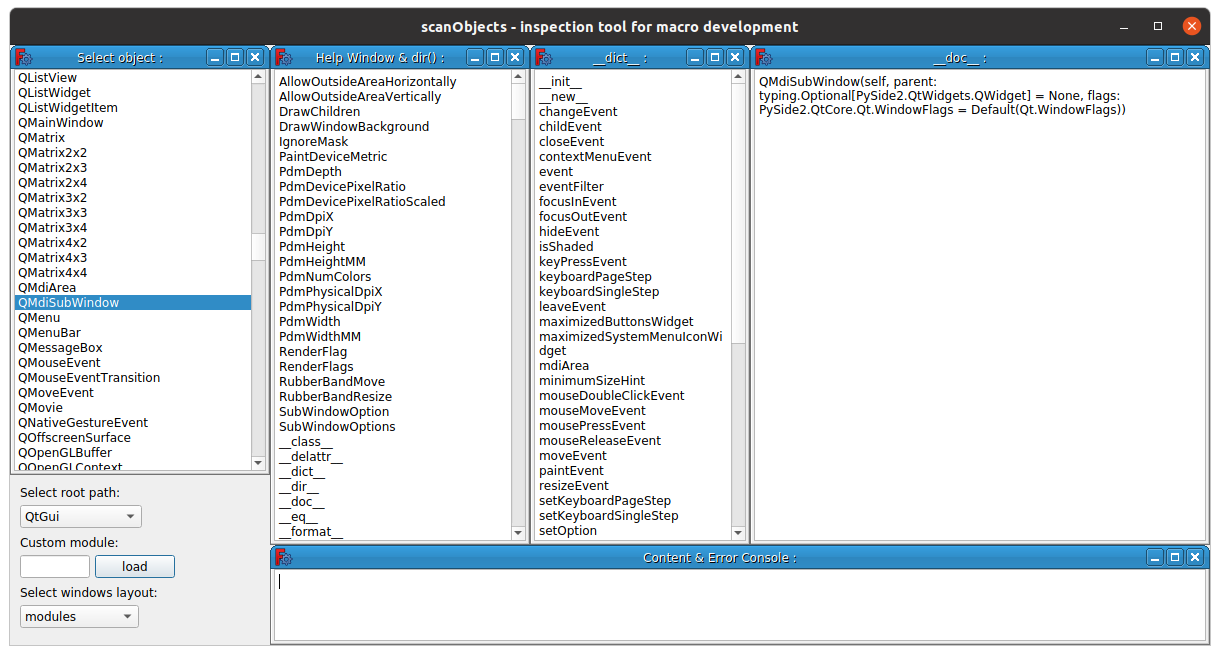 scanObjects - inspection tool for macro development
Select object :
QListView
QListWidget
QListWidgetItem
QMainWindow
QMatrix
QMatrix2x2
QMatrix2x3
QMatrix2x4
QMatrix3x2
QMatrix3x3
QMatrix3x4
QMatrix4x2
QMatrix4x3
QMatrix4x4
QMdiArea
QMdiSubWindow
QMenu
QMenuBar
QMessageBox
QMouseEvent
QMouseEventTransition
QMoveEvent
QMovie
QNativeGestureEvent
QOffscreenSurface
QOpenGLBuffer
QOpenGLContext
Select root path:
QtGui
Custom module:
load
Select windows layout:
modules
Help Window & dir() :
AllowOutsideAreaHorizontally
AllowOutsideAreaVertically
DrawChildren
DrawWindowBackground
IgnoreMask
PaintDeviceMetric
PdmDepth
PdmDevicePixelRatio
PdmDevicePixelRatioScaled
PdmDpiX
PdmDpiY
PdmHeight
PdmHeightMM
PdmNumColors
PdmPhysicalDpiX
PdmPhysicalDpiY
PdmWidth
PdmWidthMM
RenderFlag
RenderFlags
RubberBandMove
RubberBandResize
SubWindowOption
SubWindowOptions
__class__
__delattr__
__dict__
__dir__
__doc__
__eq__
__format__
__dict__ :
__init__
__new__
changeEvent
childEvent
closeEvent
contextMenuEvent
event
eventFilter
focusInEvent
focusOutEvent
hideEvent
isShaded
keyPressEvent
keyboardPageStep
keyboardSingleStep
leaveEvent
maximizedButtonsWidget
maximizedSystemMenuIconWi
dget
mdiArea
minimumSizeHint
mouseDoubleClickEvent
mouseMoveEvent
mousePressEvent
mouseReleaseEvent
moveEvent
paintEvent
resizeEvent
setKeyboardPageStep
setKeyboardSingleStep
setOption
__doc__ :
QMdiSubWindow(self, parent:
typing.Optional[PySide2.QtWidgets.QWidget] = None, flags:
PySide2.QtCore.Qt.WindowFlags = Default(Qt.WindowFlags))
Content & Error Console :